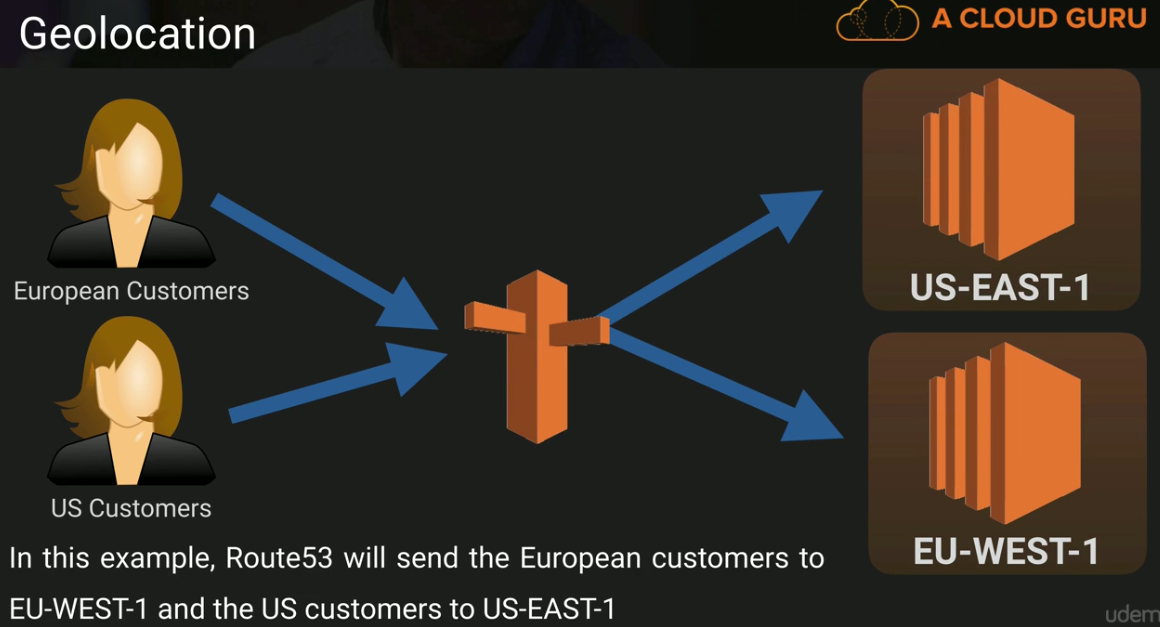 Geolocation
A CLOUD GURU
European Customers
US-EAST-1
US Customers
EU-WEST-1
In this example, Route53 will send the European customers to
EU-WEST-1 and the US customers to US-EAST-1
udem